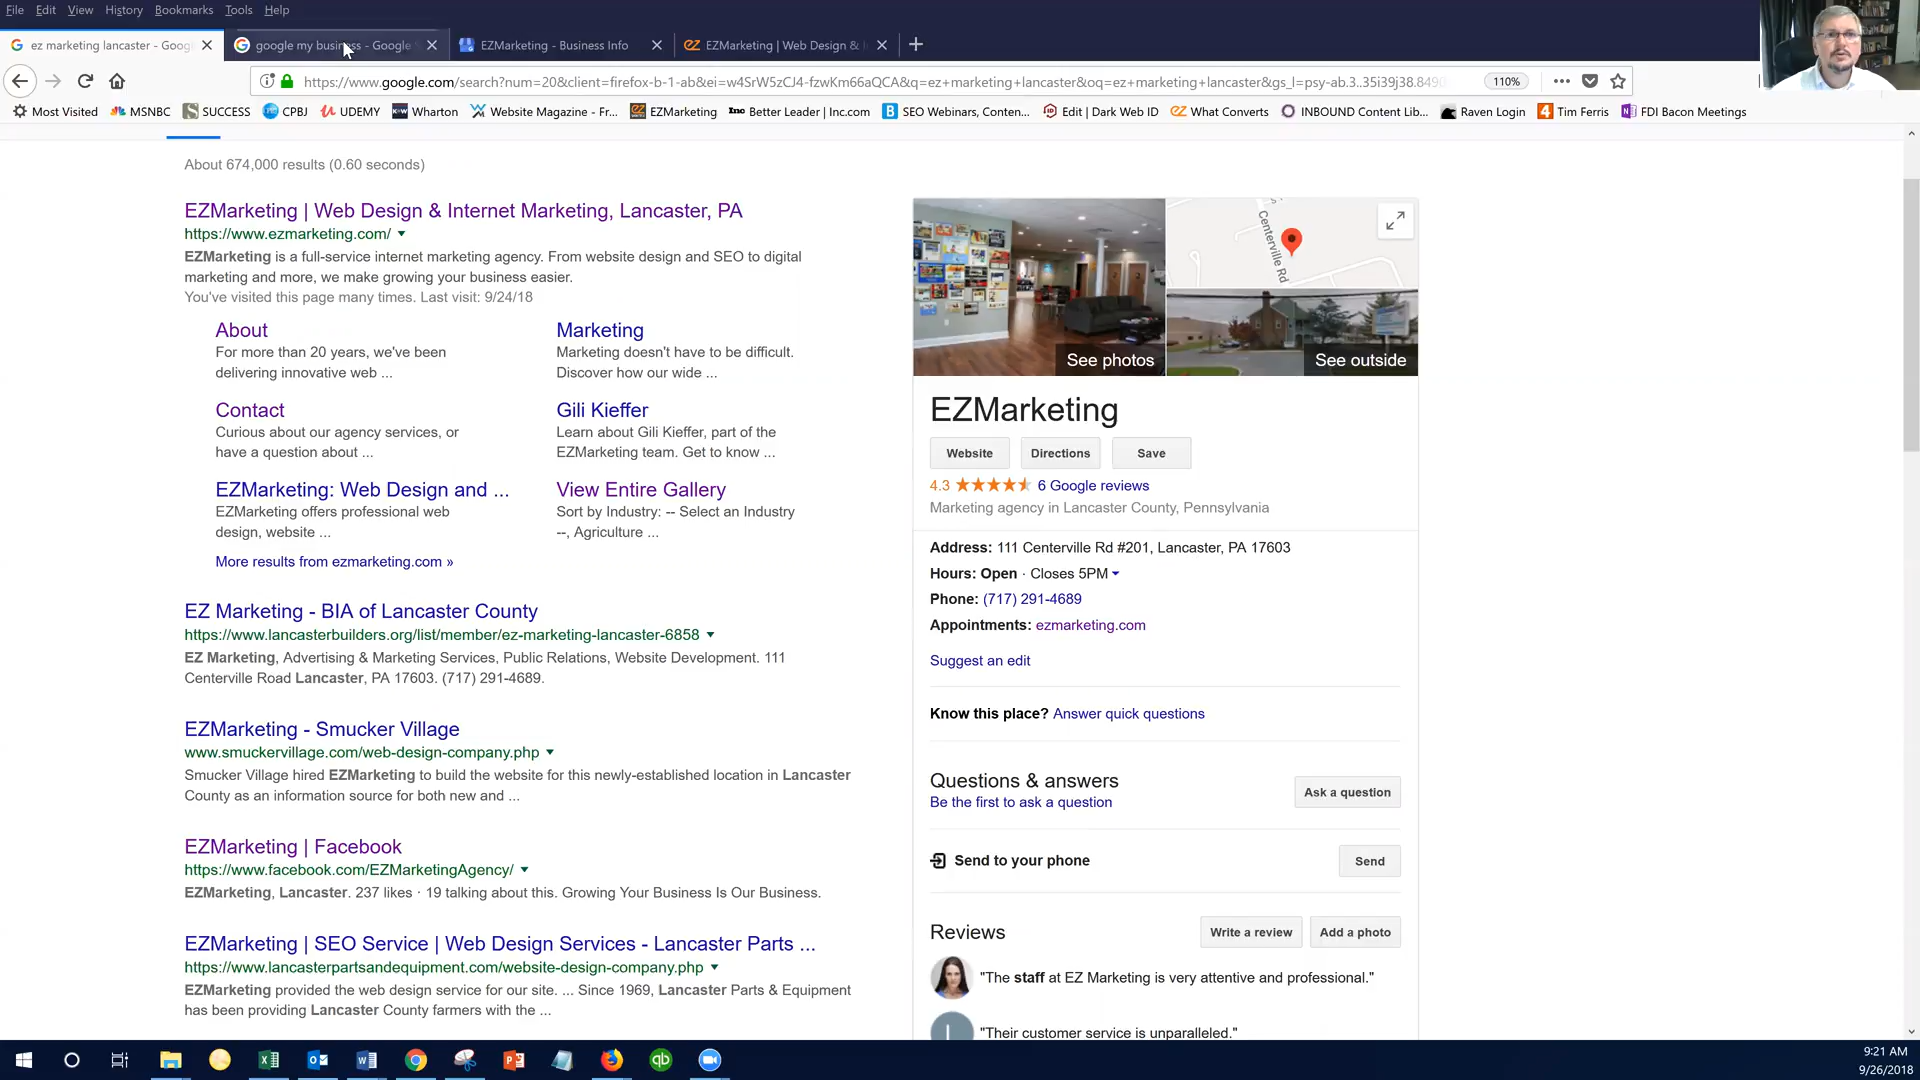 File Edit View History Bookmarks Tools Help
ez marketing lancaster - Goog
google my business - Google
EZMarketing - Business Info
EZMarketing | Web Design &
https://www.google.com/search?num=20&client=firefox-b-1-ab&ei=w4SrW5zCJ4-fzwKm66aQCA&q=ez+marketing+lancaster&oq=ez+marketing+lancaster&gs_l=psy-ab.3..35i39j38.849
110%
Most Visited MSNBC SUCCESS CPBJ UDEMY Wharton Website Magazine - Fr... EZMarketing Inc Better Leader | Inc.com SEO Webinars, Conten... Edit | Dark Web ID What Converts INBOUND Content Lib... Raven Login Tim Ferris FDI Bacon Meetings
About 674,000 results (0.60 seconds)
EZMarketing | Web Design & Internet Marketing, Lancaster, PA
https://www.ezmarketing.com/
EZMarketing is a full-service internet marketing agency. From website design and SEO to digital
marketing and more, we make growing your business easier.
You've visited this page many times. Last visit: 9/24/18
About
For more than 20 years, we've been
delivering innovative web ...
Marketing
Marketing doesn't have to be difficult.
Discover how our wide ...
Contact
Curious about our agency services, or
have a question about ...
Gili Kieffer
Learn about Gili Kieffer, part of the
EZMarketing team. Get to know ...
EZMarketing: Web Design and ...
EZMarketing offers professional web
design, website ...
View Entire Gallery
Sort by Industry: -- Select an Industry
--, Agriculture ...
More results from ezmarketing.com »
EZ Marketing - BIA of Lancaster County
https://www.lancasterbuilders.org/list/member/ez-marketing-lancaster-6858
EZ Marketing, Advertising & Marketing Services, Public Relations, Website Development. 111
Centerville Road Lancaster, PA 17603. (717) 291-4689.
EZMarketing - Smucker Village
www.smuckervillage.com/web-design-company.php
Smucker Village hired EZMarketing to build the website for this newly-established location in Lancaster
County as an information source for both new and ...
EZMarketing | Facebook
https://www.facebook.com/EZMarketingAgency/
EZMarketing, Lancaster. 237 likes · 19 talking about this. Growing Your Business Is Our Business.
EZMarketing | SEO Service | Web Design Services - Lancaster Parts ...
https://www.lancasterpartsandequipment.com/website-design-company.php
EZMarketing provided the web design service for our site. ... Since 1969, Lancaster Parts & Equipment
has been providing Lancaster County farmers with the ...
Centerville Rd
See photos
See outside
EZMarketing
Website Directions Save
4.3 6 Google reviews
Marketing agency in Lancaster County, Pennsylvania
Address: 111 Centerville Rd #201, Lancaster, PA 17603
Hours: Open · Closes 5PM
Phone: (717) 291-4689
Appointments: ezmarketing.com
Suggest an edit
Know this place? Answer quick questions
Questions & answers
Be the first to ask a question
Ask a question
Send to your phone
Send
Reviews
Write a review Add a photo
"The staff at EZ Marketing is very attentive and professional."
L
"Their customer service is unparalleled."
9:21 AM
9/26/2018